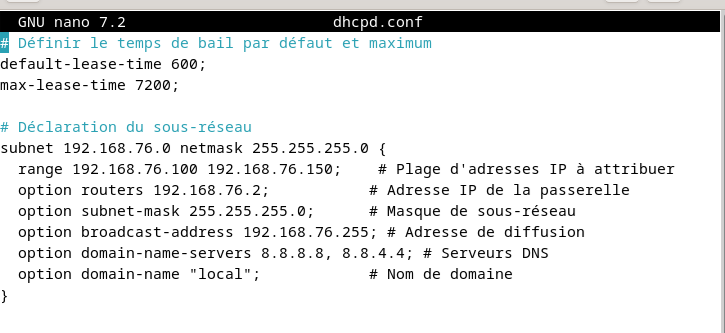 GNU nano 7.2 dhcpd.conf
# Définir le temps de bail par défaut et maximum
default-lease-time 600;
max-lease-time 7200;
# Déclaration du sous-réseau
subnet 192.168.76.0 netmask 255.255.255.0 {
range 192.168.76.100 192.168.76.150; # Plage d'adresses IP à attribuer
option routers 192.168.76.2; # Adresse IP de la passerelle
option subnet-mask 255.255.255.0; # Masque de sous-réseau
option broadcast-address 192.168.76.255; # Adresse de diffusion
option domain-name-servers 8.8.8.8, 8.8.4.4; # Serveurs DNS
option domain-name "local"; # Nom de domaine
}